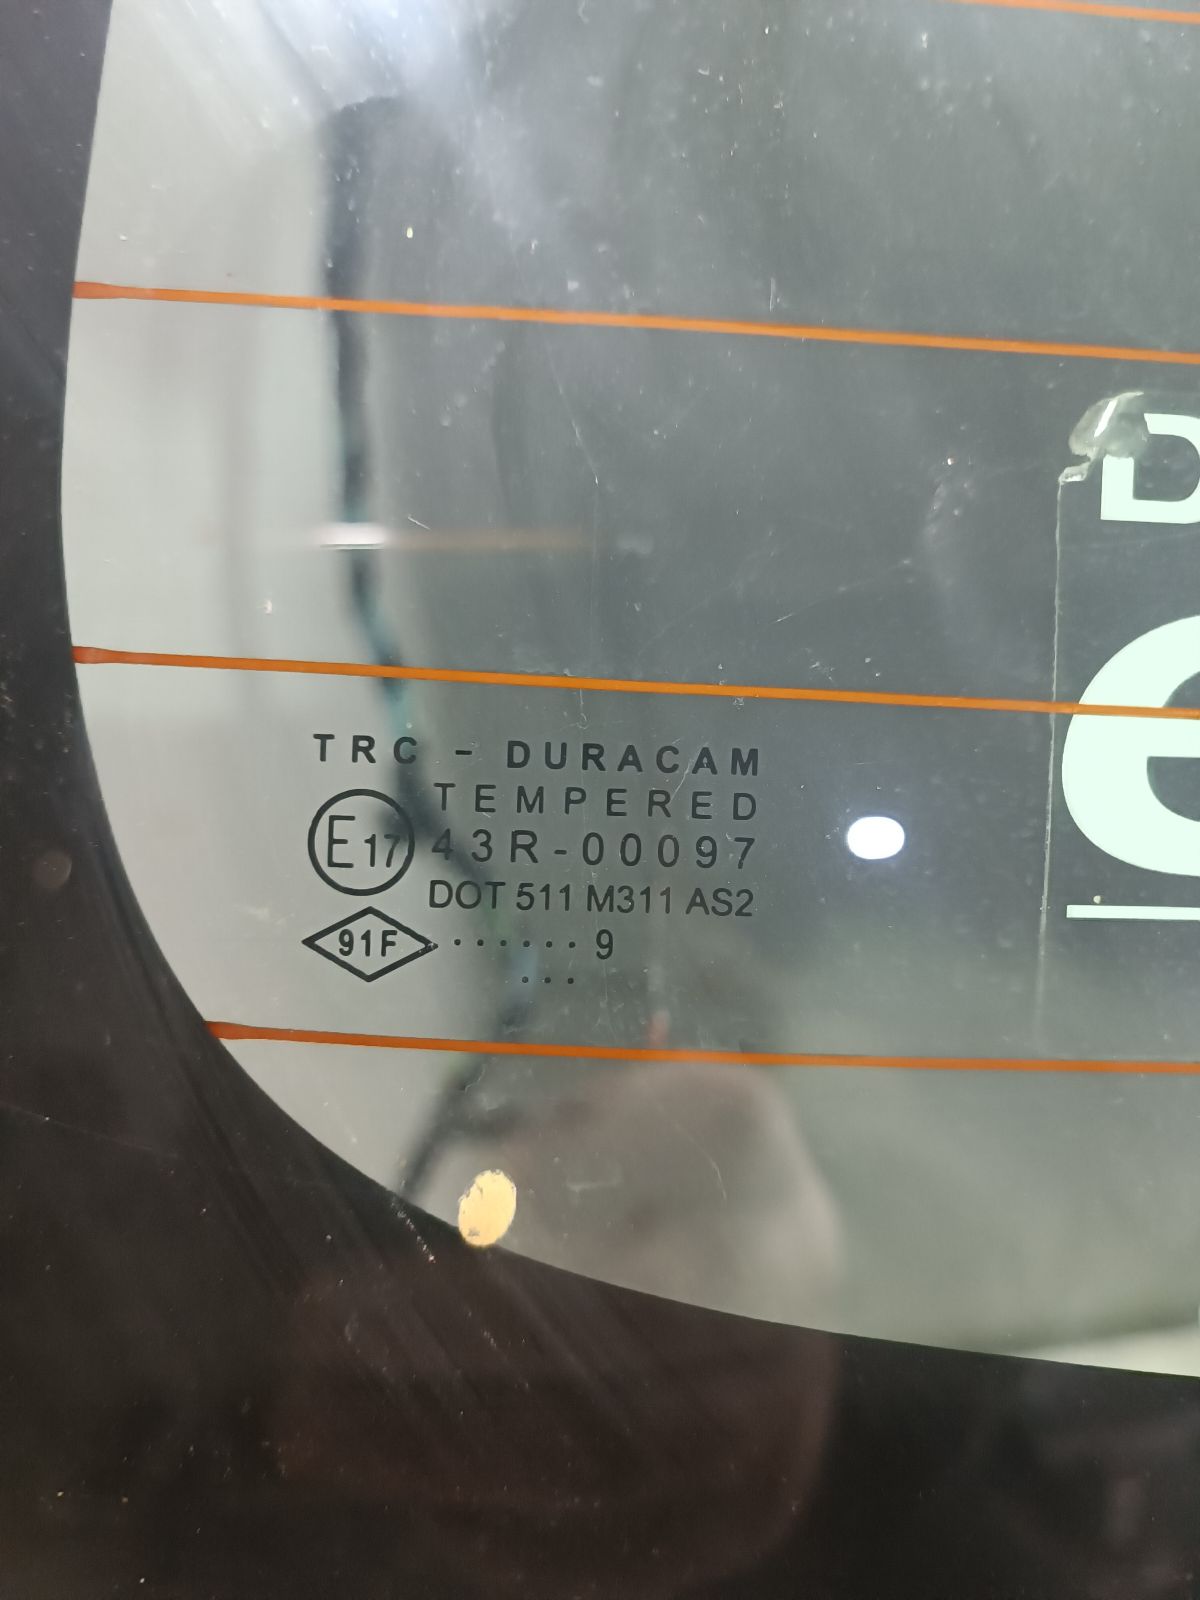 D
e
TRC - DURACAM
TEMPERED
E17 43R-00097
DOT 511 M311 AS2
91F ······ 9
···